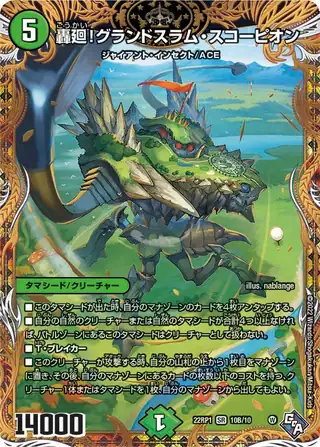 5
ごうかい
轟廻!グランドスラム・スコーピオン
ジャイアント・インセクト/ACE
illus. nablange
タマシード/クリーチャー
■このタマシードが出た時、自分のマナゾーンのカードを4枚アンタップする。
■自分の自然のクリーチャーまたは自然のタマシードが合計4つ以上なければ、バトルゾーンにあるこのタマシードはクリーチャーとして扱わない。
■T・ブレイカー
■このクリーチャーが攻撃する時、自分の山札の上から1枚目をマナゾーンに置き、その後、自分のマナゾーンにあるカードの枚数以下のコストを持つ、クリーチャー1体またはタマシードを1枚、自分のマナゾーンから出してもよい。
14000
1
22RP1 SR 10B/10 W